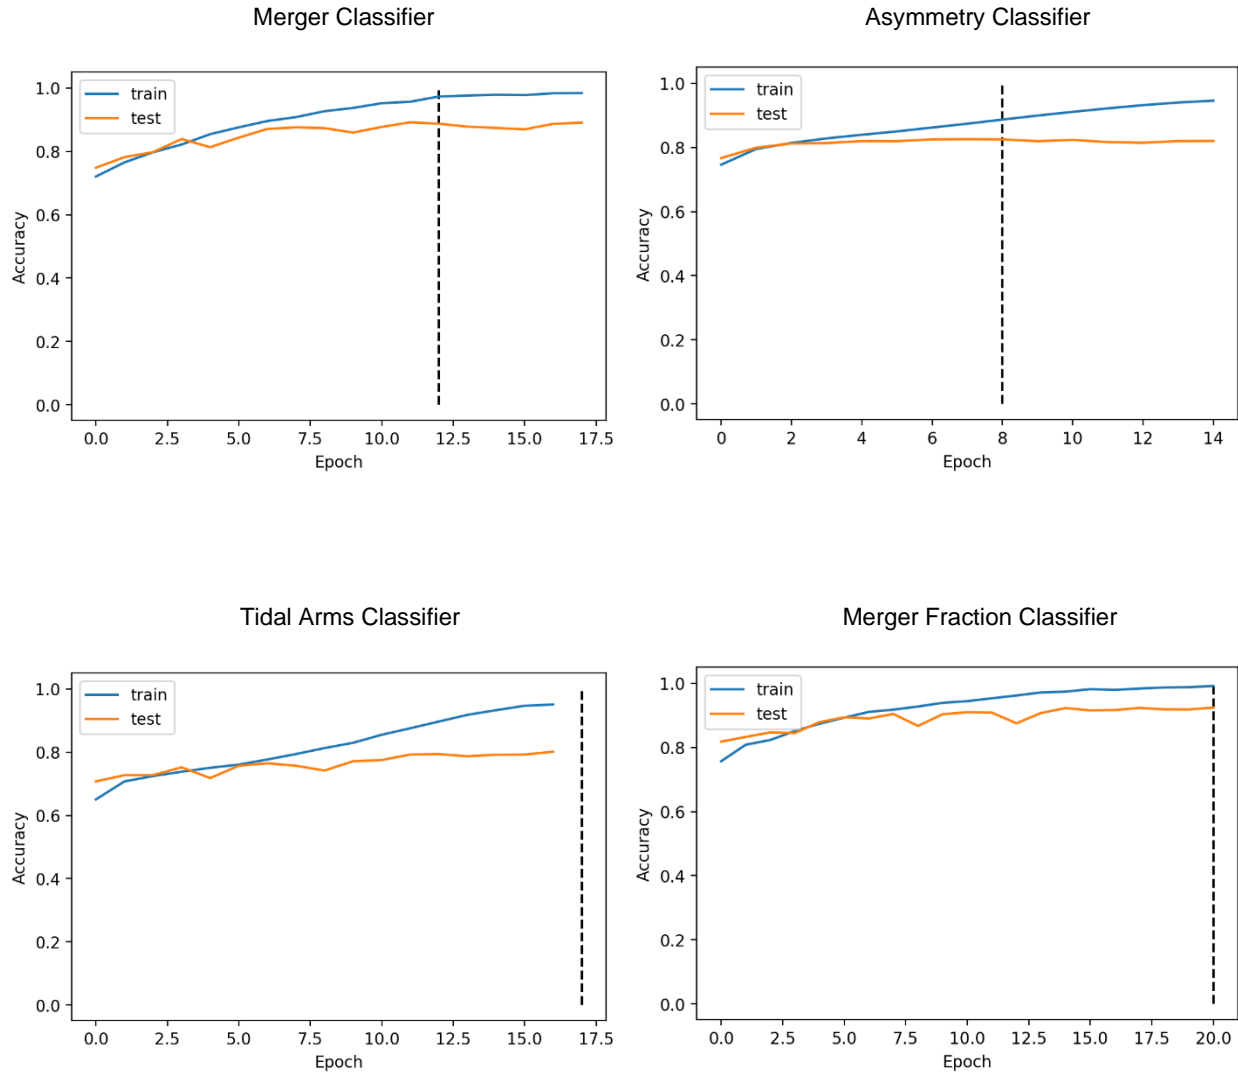 Merger Classifier
Asymmetry Classifier
train
test
1.0
0.8
0.6
0.4
0.2
0.0
Accuracy
0.0 2.5 5.0 7.5 10.0 12.5 15.0 17.5
Epoch
train
test
1.0
0.8
0.6
0.4
0.2
0.0
Accuracy
0 2 4 6 8 10 12 14
Epoch
Tidal Arms Classifier
Merger Fraction Classifier
train
test
1.0
0.8
0.6
0.4
0.2
0.0
Accuracy
0.0 2.5 5.0 7.5 10.0 12.5 15.0 17.5
Epoch
train
test
1.0
0.8
0.6
0.4
0.2
0.0
Accuracy
0.0 2.5 5.0 7.5 10.0 12.5 15.0 17.5 20.0
Epoch